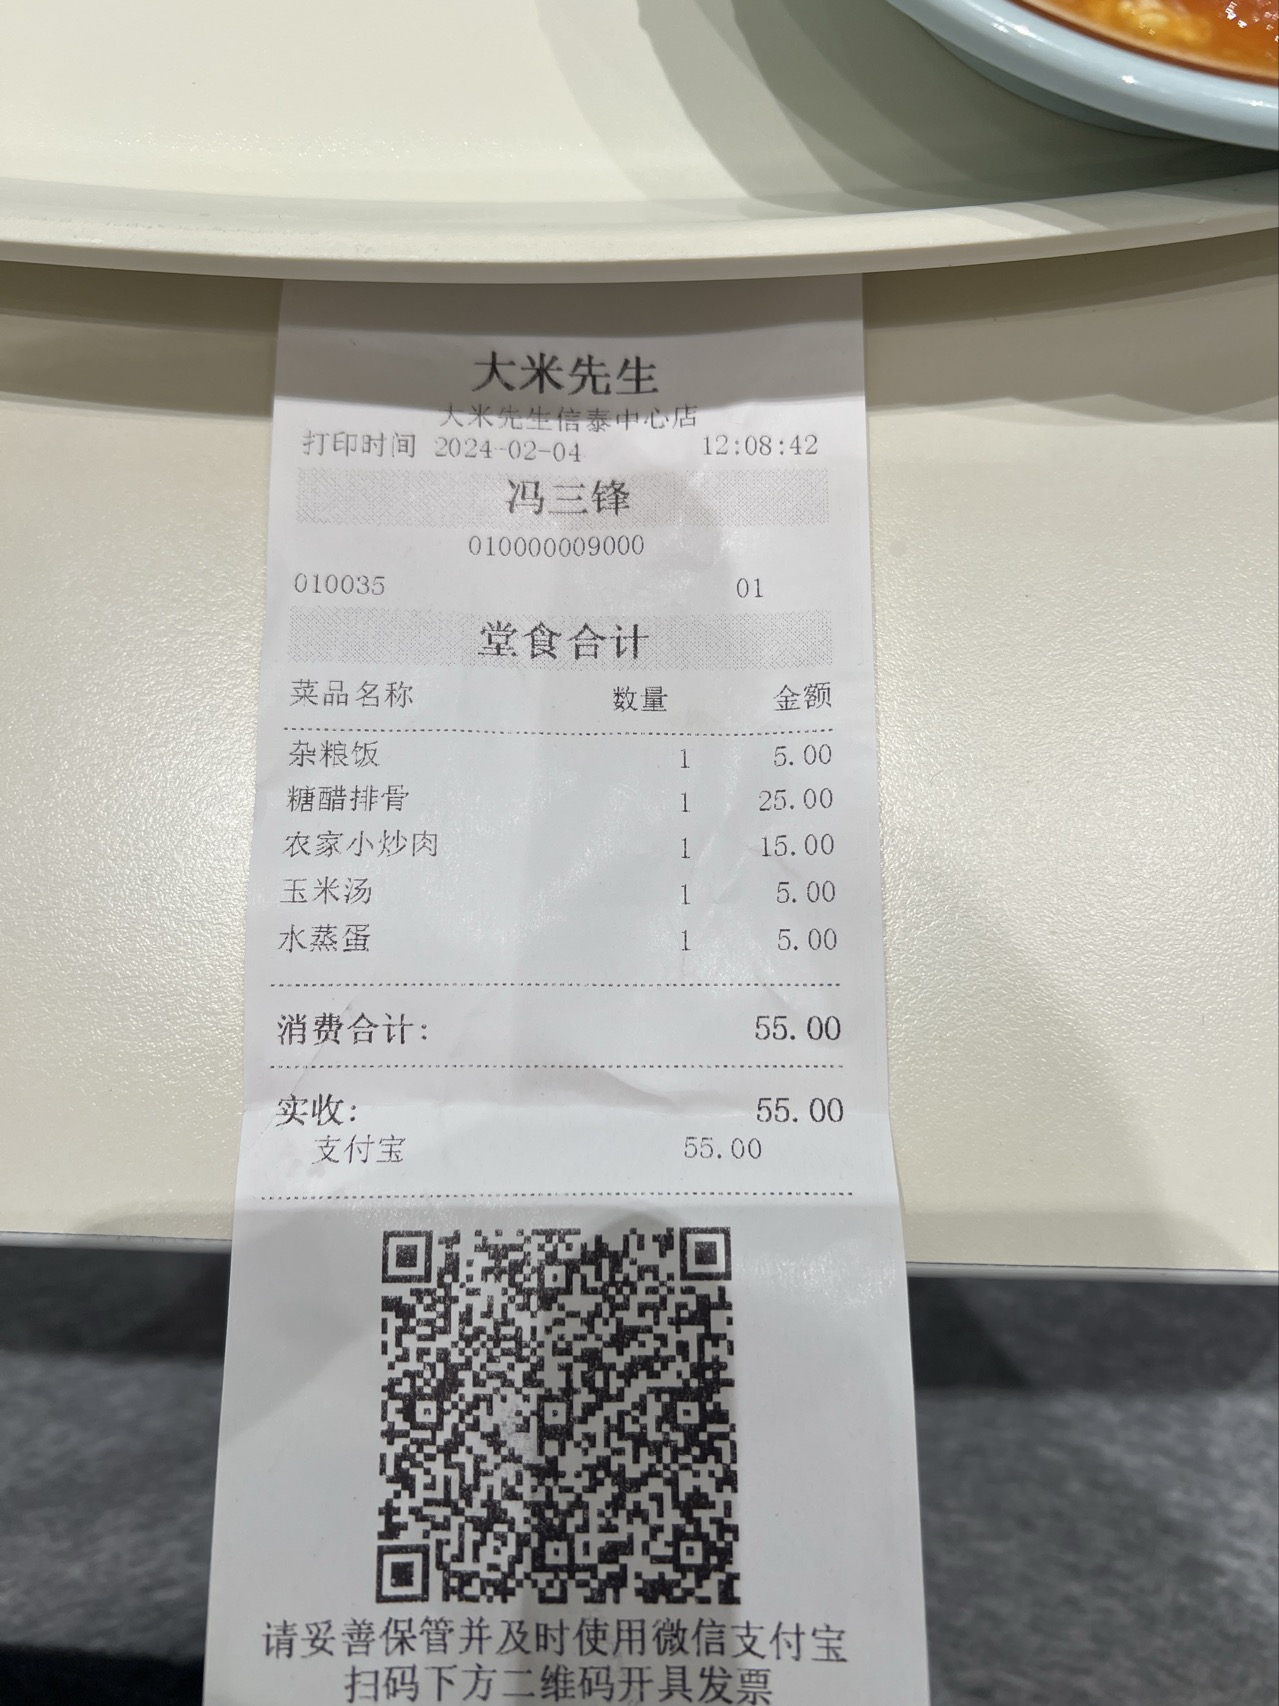 大米先生
大米先生信泰中心店
打印时间 2024-02-04 12:08:42
冯三锋
010000009000
010035 01
堂食合计
菜品名称 数量 金额
杂粮饭 1 5.00
糖醋排骨 1 25.00
农家小炒肉 1 15.00
玉米汤 1 5.00
水蒸蛋 1 5.00
消费合计: 55.00
实收: 55.00
支付宝 55.00
请妥善保管并及时使用微信支付宝
扫码下方二维码开具发票